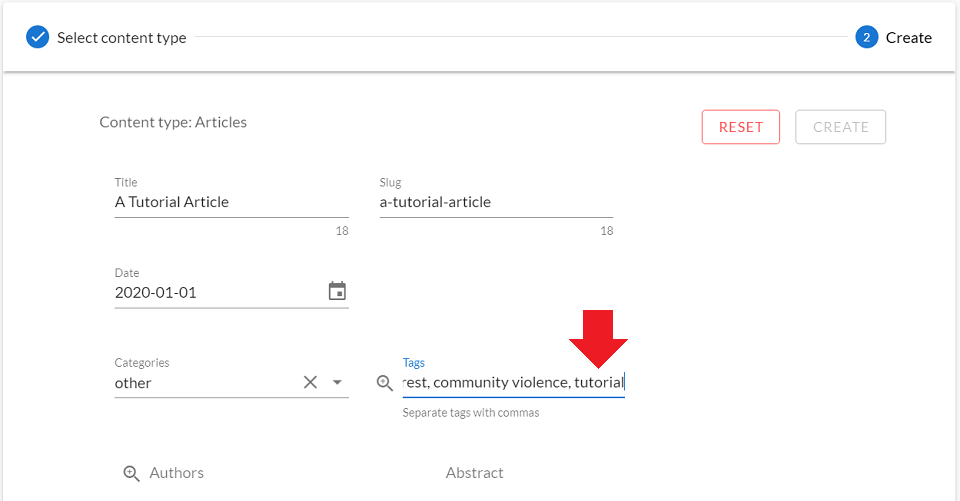 Select content type
2 Create
Content type: Articles
RESET CREATE
Title Slug
A Tutorial Article a-tutorial-article
18 18
Date
2020-01-01
Categories Tags
other rest, community violence, tutorial
Separate tags with commas
Authors Abstract